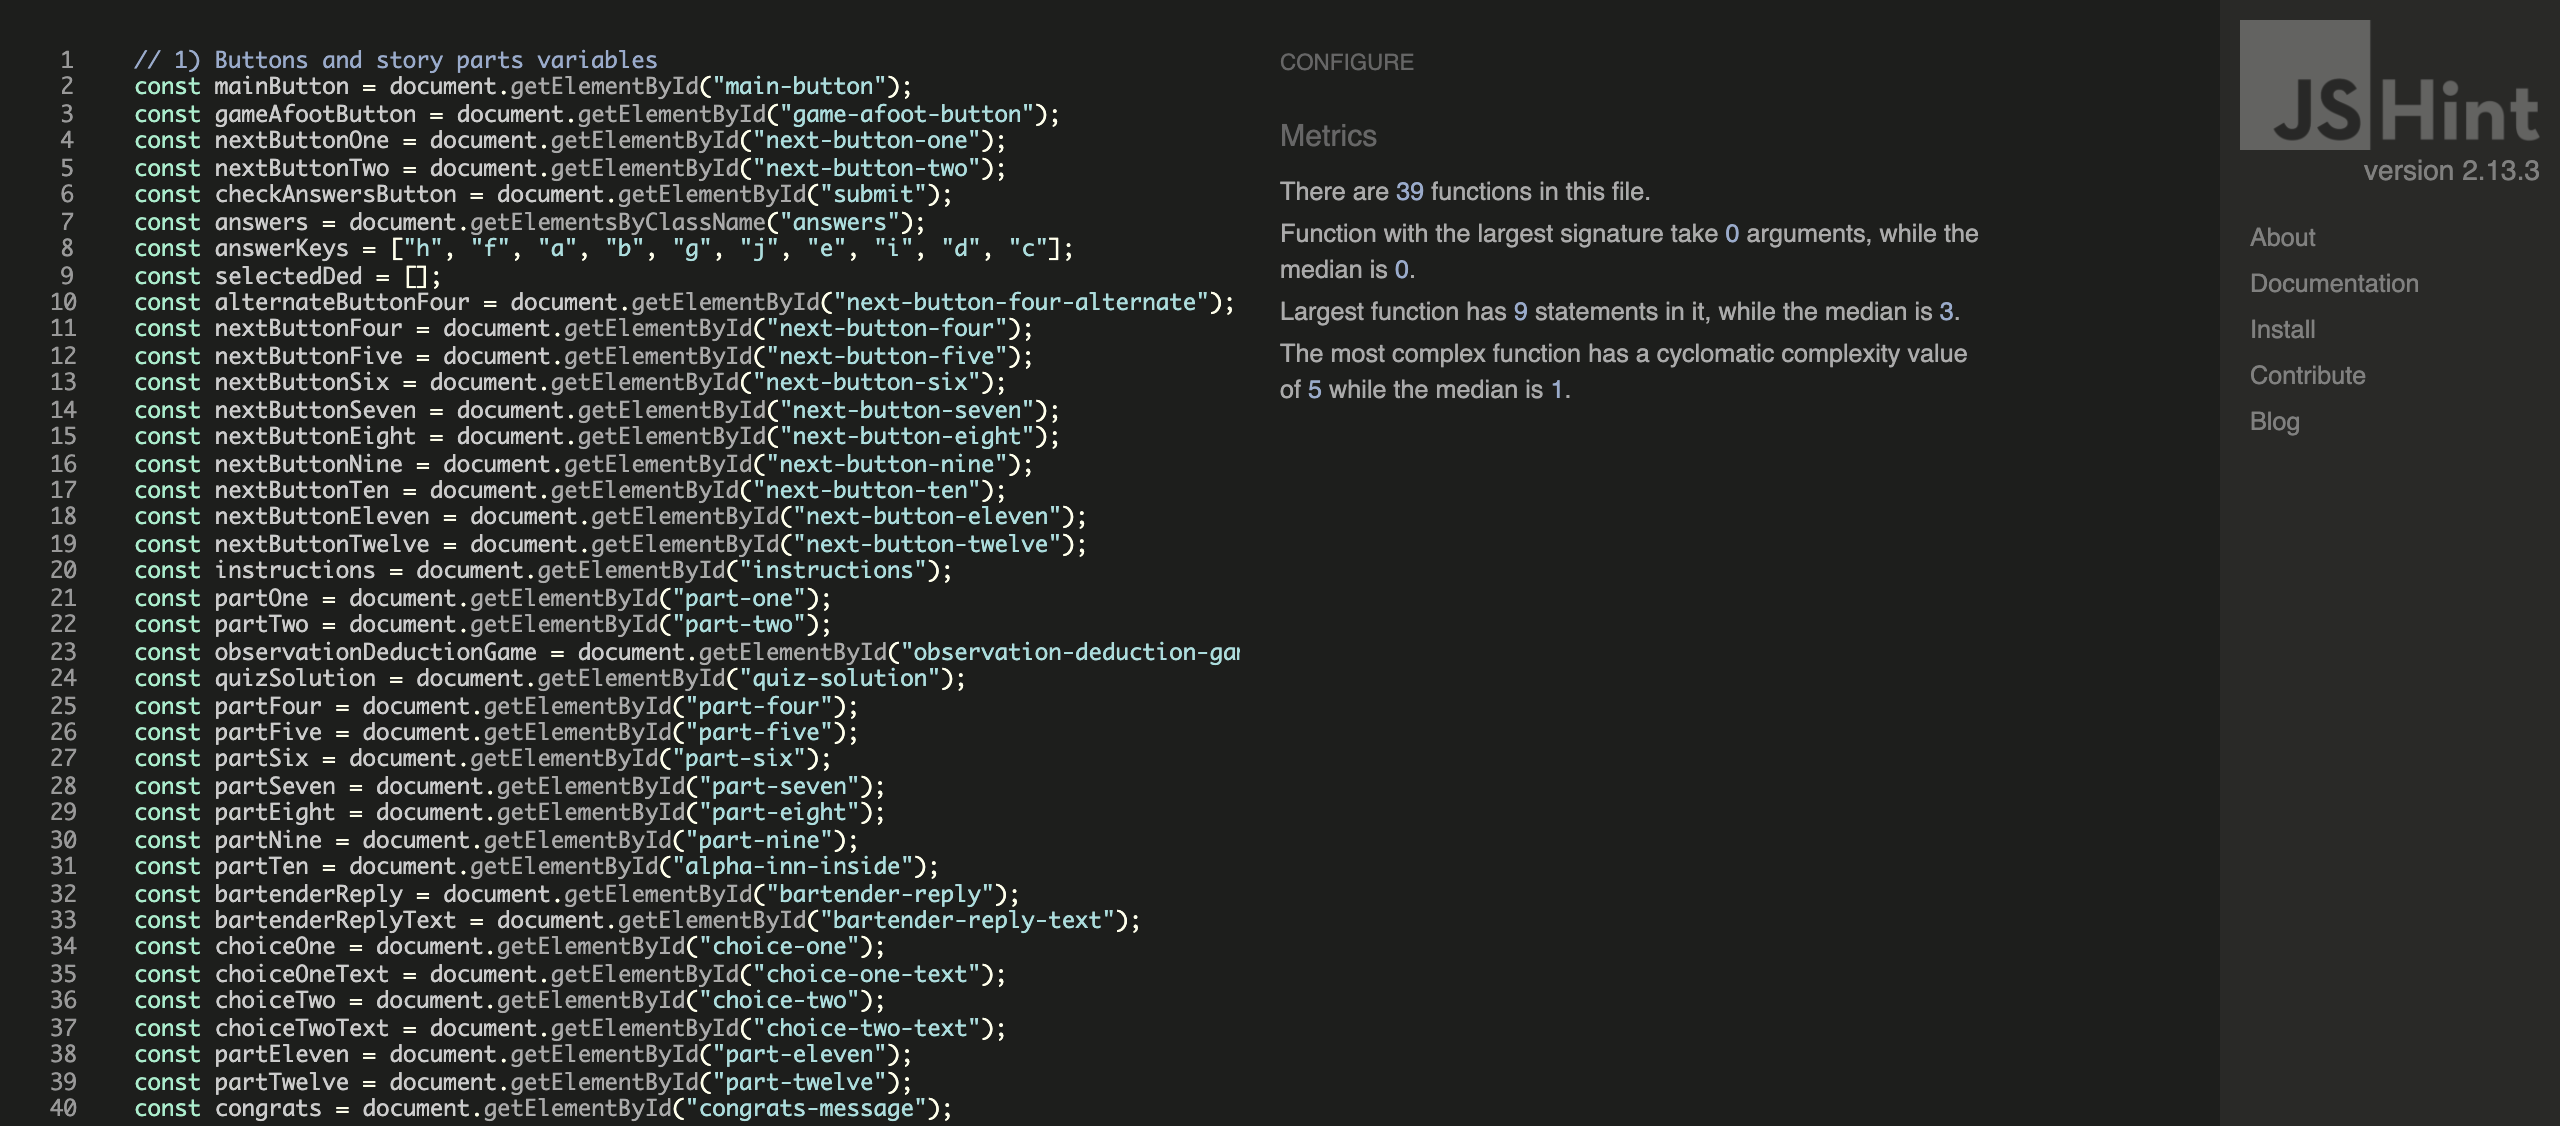 1 // 1) Buttons and story parts variables
2 const mainButton = document.getElementById("main-button");
3 const gameAfootButton = document.getElementById("game-afoot-button");
4 const nextButtonOne = document.getElementById("next-button-one");
5 const nextButtonTwo = document.getElementById("next-button-two");
6 const checkAnswersButton = document.getElementById("submit");
7 const answers = document.getElementsByClassName("answers");
8 const answerKeys = ["h", "f", "a", "b", "g", "j", "e", "i", "d", "c"];
9 const selectedDed = [];
10 const alternateButtonFour = document.getElementById("next-button-four-alternate");
11 const nextButtonFour = document.getElementById("next-button-four");
12 const nextButtonFive = document.getElementById("next-button-five");
13 const nextButtonSix = document.getElementById("next-button-six");
14 const nextButtonSeven = document.getElementById("next-button-seven");
15 const nextButtonEight = document.getElementById("next-button-eight");
16 const nextButtonNine = document.getElementById("next-button-nine");
17 const nextButtonTen = document.getElementById("next-button-ten");
18 const nextButtonEleven = document.getElementById("next-button-eleven");
19 const nextButtonTwelve = document.getElementById("next-button-twelve");
20 const instructions = document.getElementById("instructions");
21 const partOne = document.getElementById("part-one");
22 const partTwo = document.getElementById("part-two");
23 const observationDeductionGame = document.getElementById("observation-deduction-gam
24 const quizSolution = document.getElementById("quiz-solution");
25 const partFour = document.getElementById("part-four");
26 const partFive = document.getElementById("part-five");
27 const partSix = document.getElementById("part-six");
28 const partSeven = document.getElementById("part-seven");
29 const partEight = document.getElementById("part-eight");
30 const partNine = document.getElementById("part-nine");
31 const partTen = document.getElementById("alpha-inn-inside");
32 const bartenderReply = document.getElementById("bartender-reply");
33 const bartenderReplyText = document.getElementById("bartender-reply-text");
34 const choiceOne = document.getElementById("choice-one");
35 const choiceOneText = document.getElementById("choice-one-text");
36 const choiceTwo = document.getElementById("choice-two");
37 const choiceTwoText = document.getElementById("choice-two-text");
38 const partEleven = document.getElementById("part-eleven");
39 const partTwelve = document.getElementById("part-twelve");
40 const congrats = document.getElementById("congrats-message");
CONFIGURE
Metrics
There are 39 functions in this file.
Function with the largest signature take 0 arguments, while the
median is 0.
Largest function has 9 statements in it, while the median is 3.
The most complex function has a cyclomatic complexity value
of 5 while the median is 1.
JSHint
version 2.13.3
About
Documentation
Install
Contribute
Blog